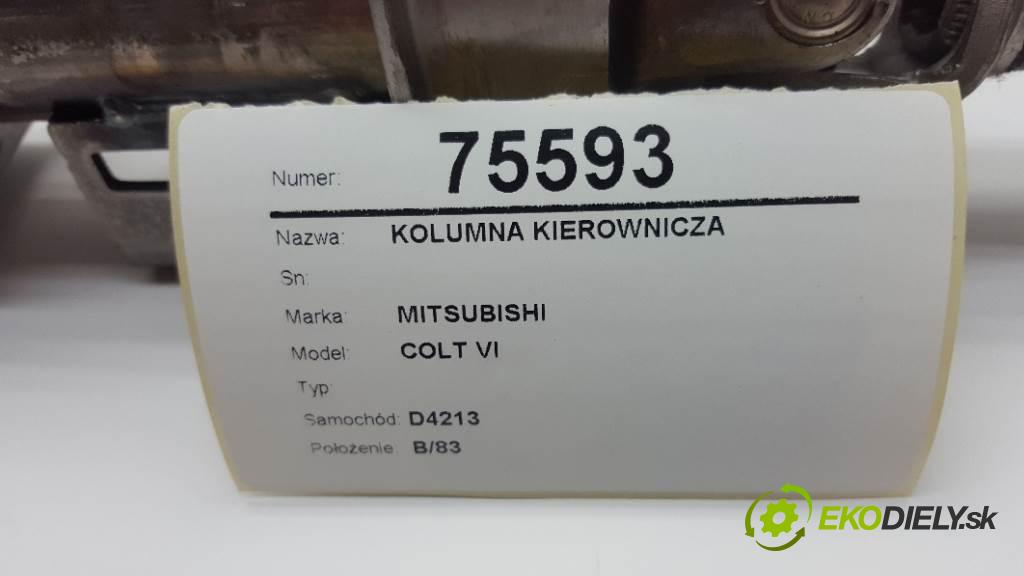 Numer: 75593
Nazwa: KOLUMNA KIEROWNICZA
Sn:
Marka: MITSUBISHI
Model: COLT VI
Typ:
Samochód: D4213
Położenie: B/83
EKODIELY.sk